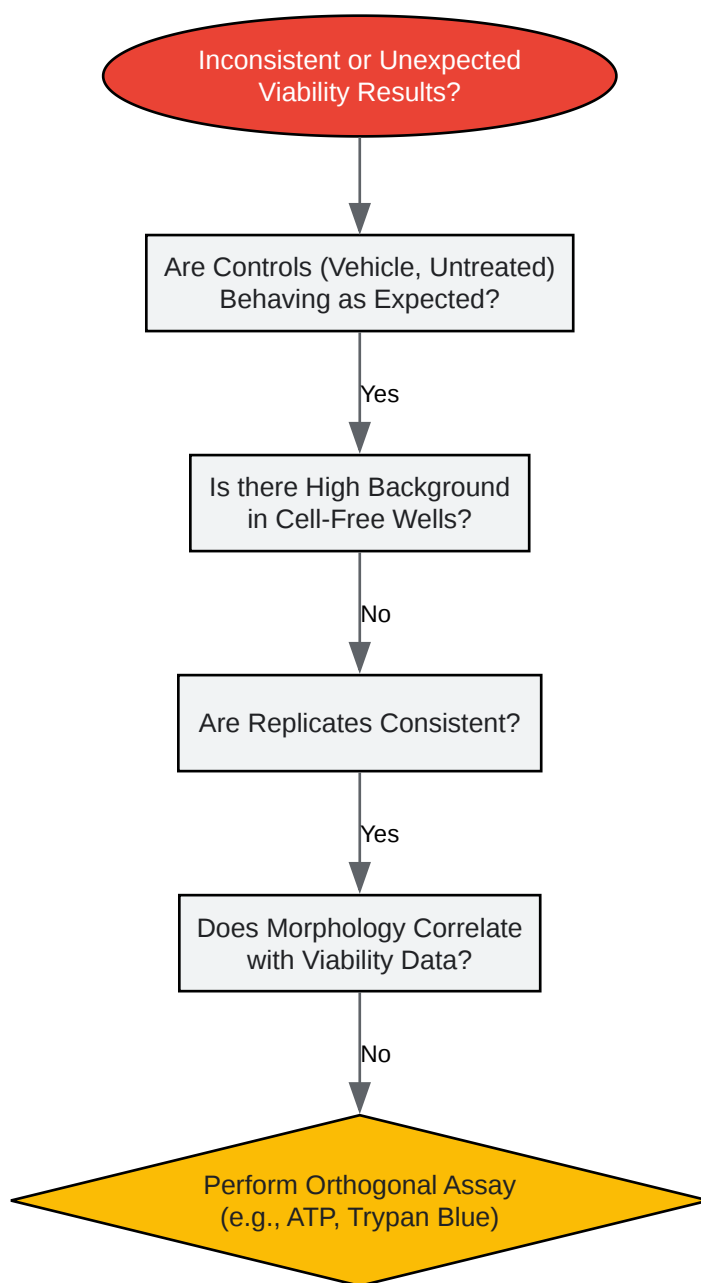 Inconsistent or Unexpected
Viability Results?
Are Controls (Vehicle, Untreated)
Behaving as Expected?
Yes
Is there High Background
in Cell-Free Wells?
No
Are Replicates Consistent?
Yes
Does Morphology Correlate
with Viability Data?
No
Perform Orthogonal Assay
(e.g., ATP, Trypan Blue)